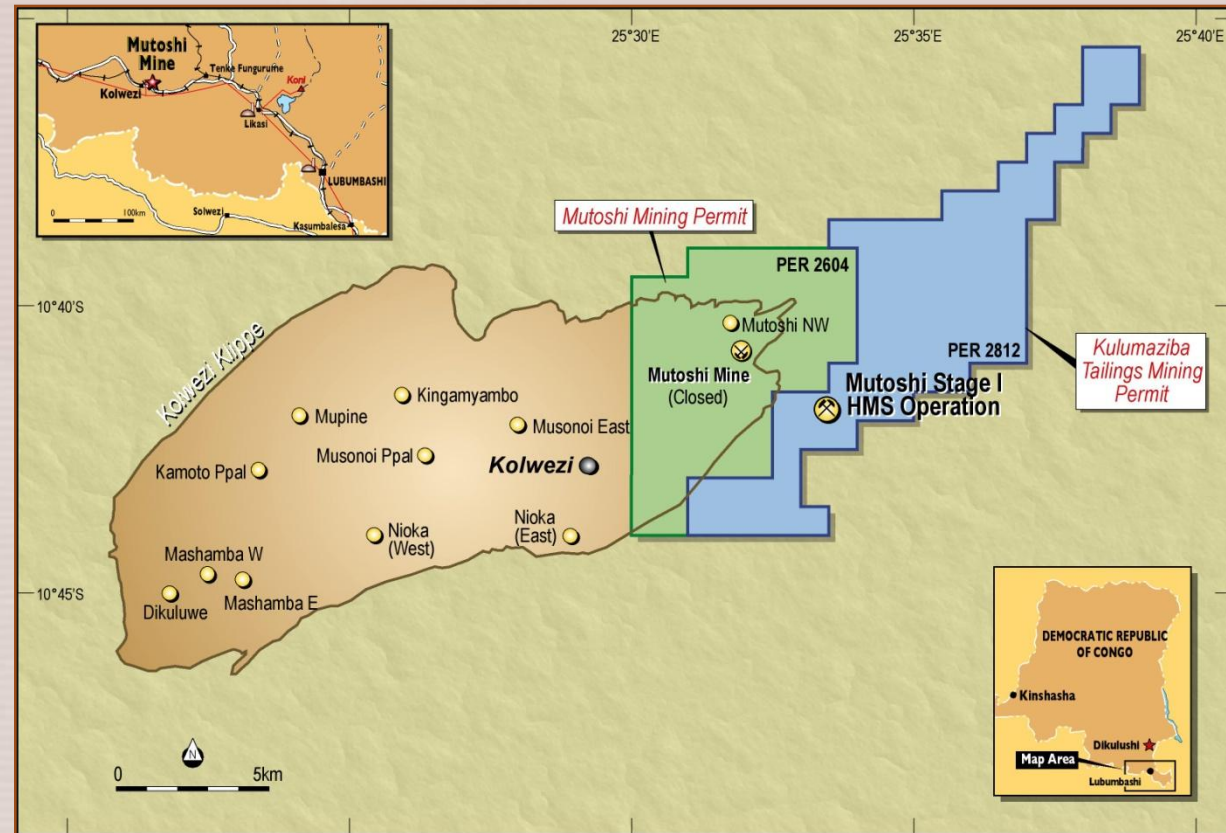 25°30'E
25°35'E
25°40'E
10°40'S
10°45'S
Mutoshi
Mine
Tenke Fungurume
Kolwezi
Koni
Likasi
LUBUMBASHI
Solwezi
Kasumbalesa
0
100km
Mutoshi Mining Permit
PER 2604
PER 2812
Kulumaziba
Tailings Mining
Permit
Kolwezi Klippe
Mutoshi NW
Mutoshi Mine
(Closed)
Mutoshi Stage I
HMS Operation
Kingamyambo
Mupine
Musonoi East
Musonoi Ppal
Kolwezi
Kamoto Ppal
Nioka
(West)
Nioka
(East)
Mashamba W
Mashamba E
Dikuluwe
N
0
5km
DEMOCRATIC REPUBLIC
OF CONGO
Kinshasha
Dikulushi
Map Area
Lubumbashi